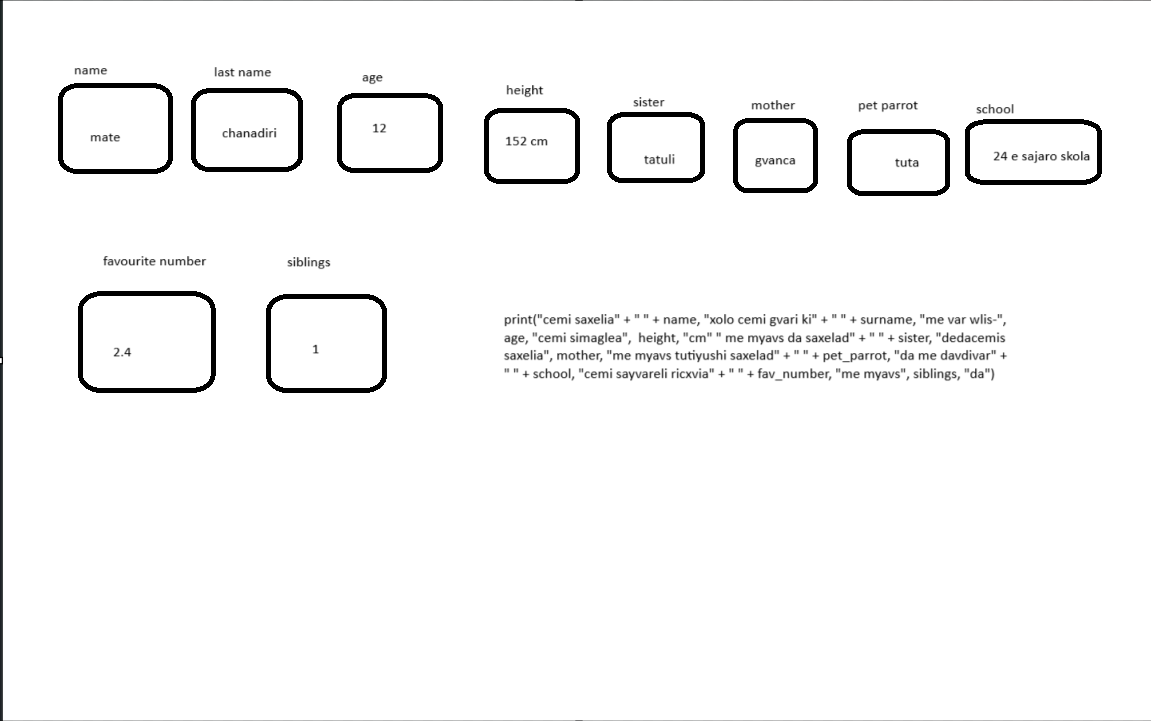 name
last name
age
height
sister
mother
pet parrot
school
mate
chanadiri
12
152 cm
tatuli
gvanca
tuta
24 e sajaro skola
favourite number
siblings
2.4
1
print("cemi saxelia" + " " + name, "xolo cemi gvari ki" + " " + surname, "me var wlis-",
age, "cemi simaglea",  height, "cm" " me myavs da saxelad" + " " + sister, "dedacemis
saxelia", mother, "me myavs tutiyushi saxelad" + " " + pet_parrot, "da me davdivar" +
" " + school, "cemi sayvareli ricxvia" + " " + fav_number, "me myavs", siblings, "da")